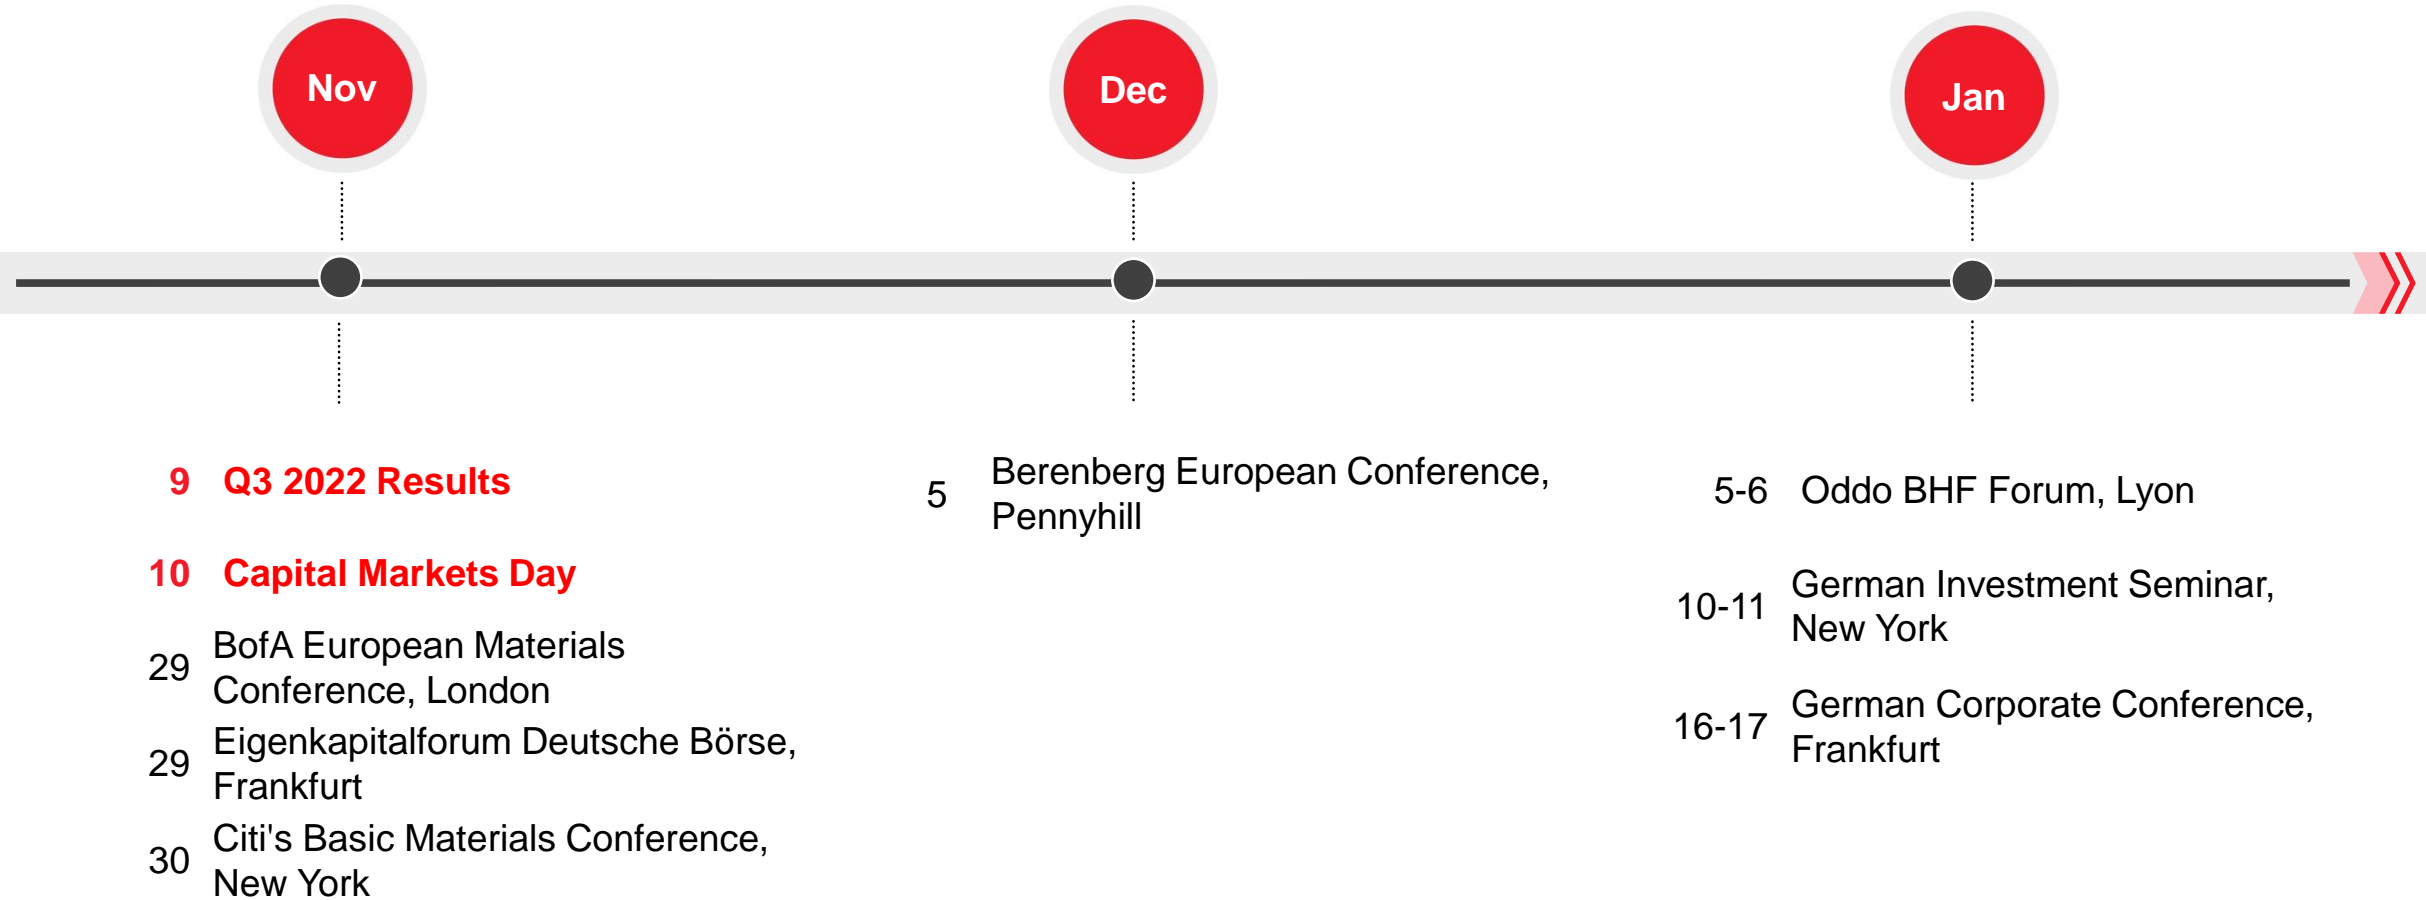 Nov
Dec
Jan
9 Q3 2022 Results
10 Capital Markets Day
29 BofA European Materials
Conference, London
29 Eigenkapitalforum Deutsche Börse,
Frankfurt
30 Citi's Basic Materials Conference,
New York
5 Berenberg European Conference,
Pennyhill
5-6 Oddo BHF Forum, Lyon
10-11 German Investment Seminar,
New York
16-17 German Corporate Conference,
Frankfurt